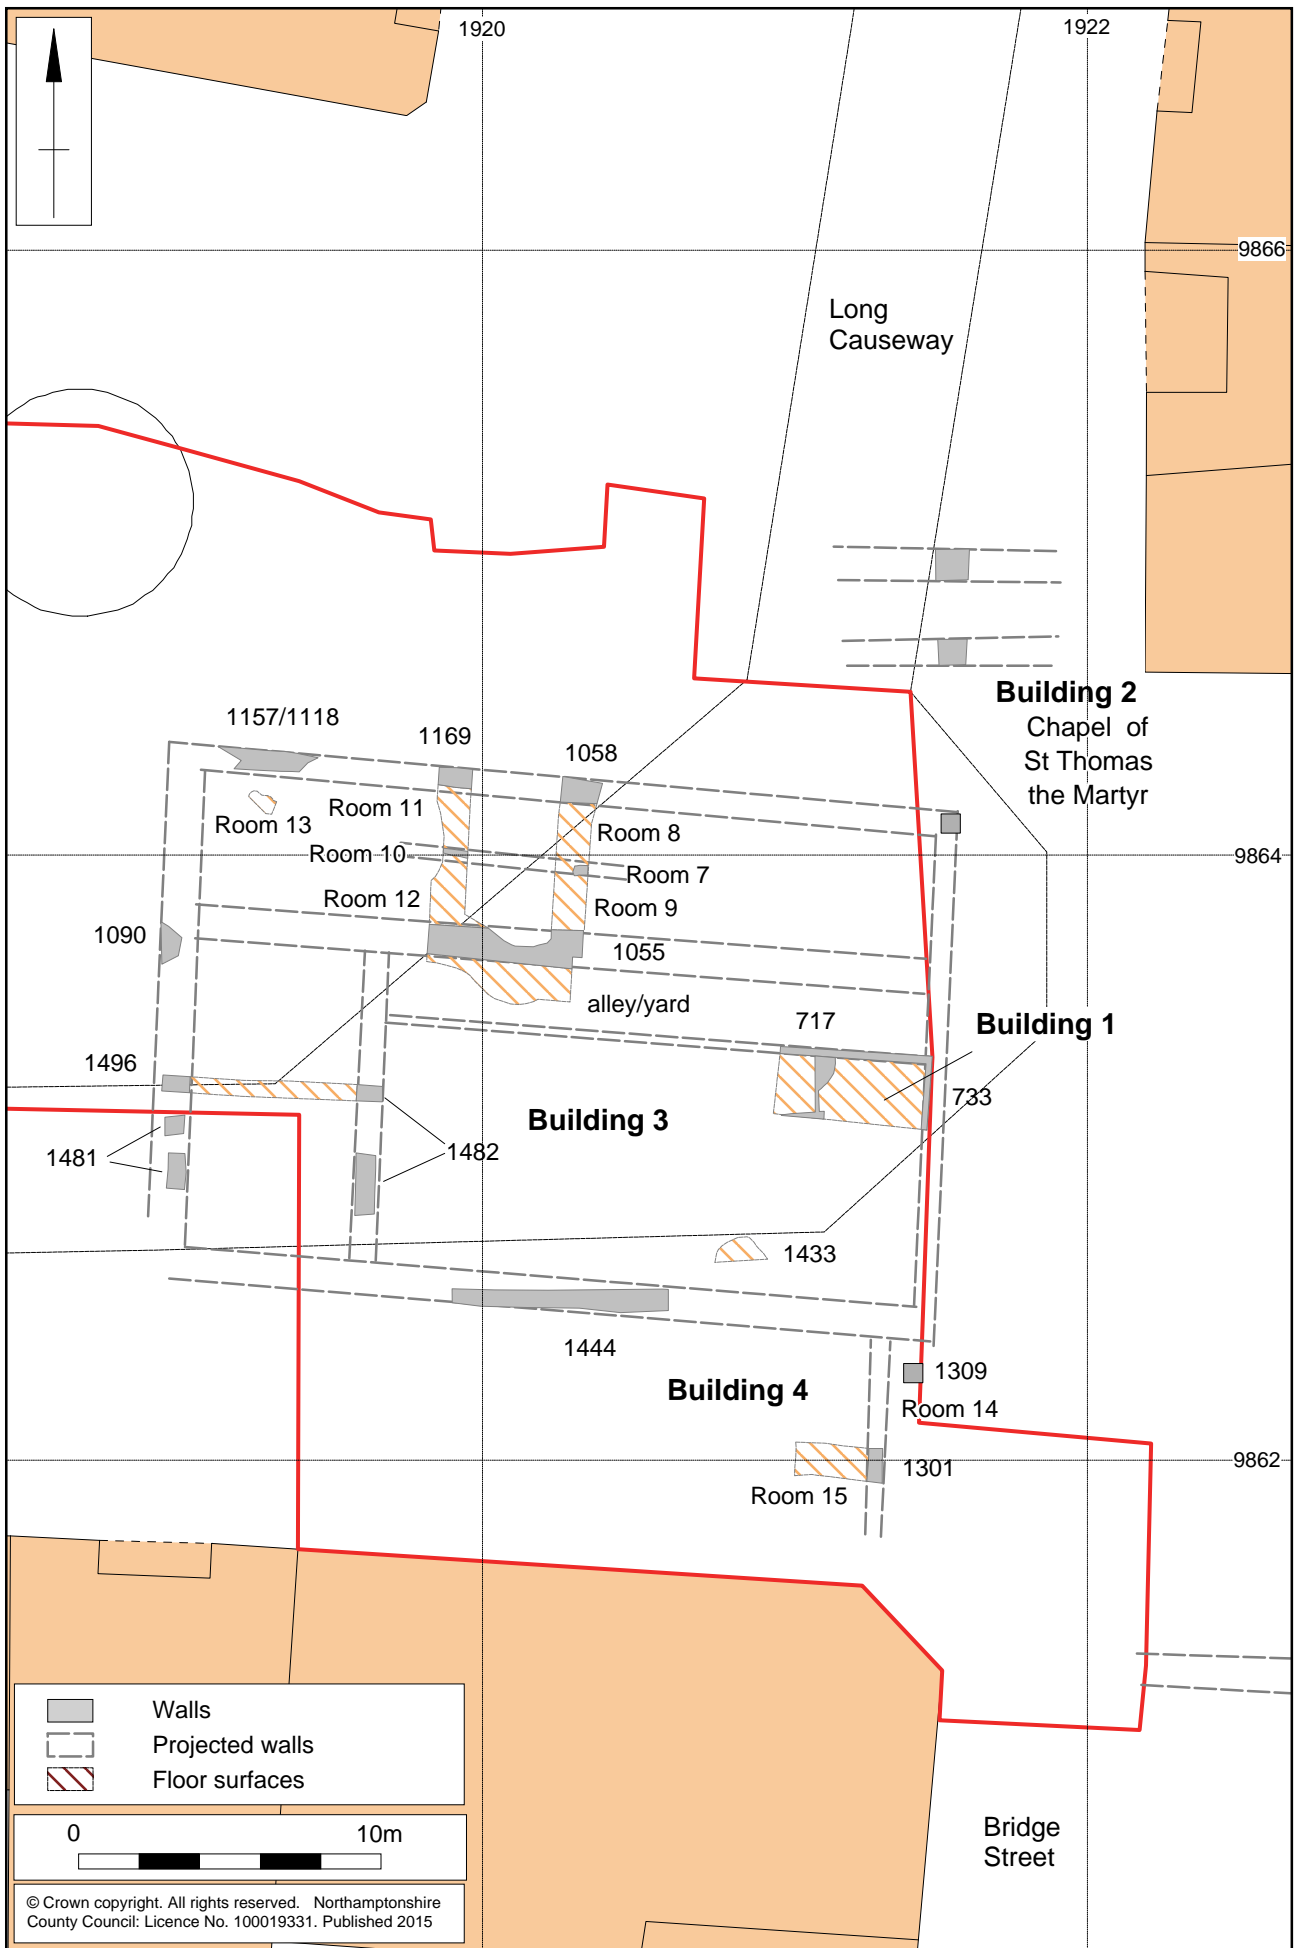 1920
1922
9866
Long
Causeway
Building 2
Chapel of
St Thomas
the Martyr
1157/1118
1169
1058
Room 11
Room 8
Room 13
Room 10
9864
Room 7
Room 12
Room 9
1090
1055
alley/yard
717
Building 1
1496
733
Building 3
1481
1482
1433
1444
1309
Building 4
Room 14
9862
1301
Room 15
Walls
Projected walls
Floor surfaces
0 10m
Bridge
Street
© Crown copyright. All rights reserved. Northamptonshire
County Council: Licence No. 100019331. Published 2015